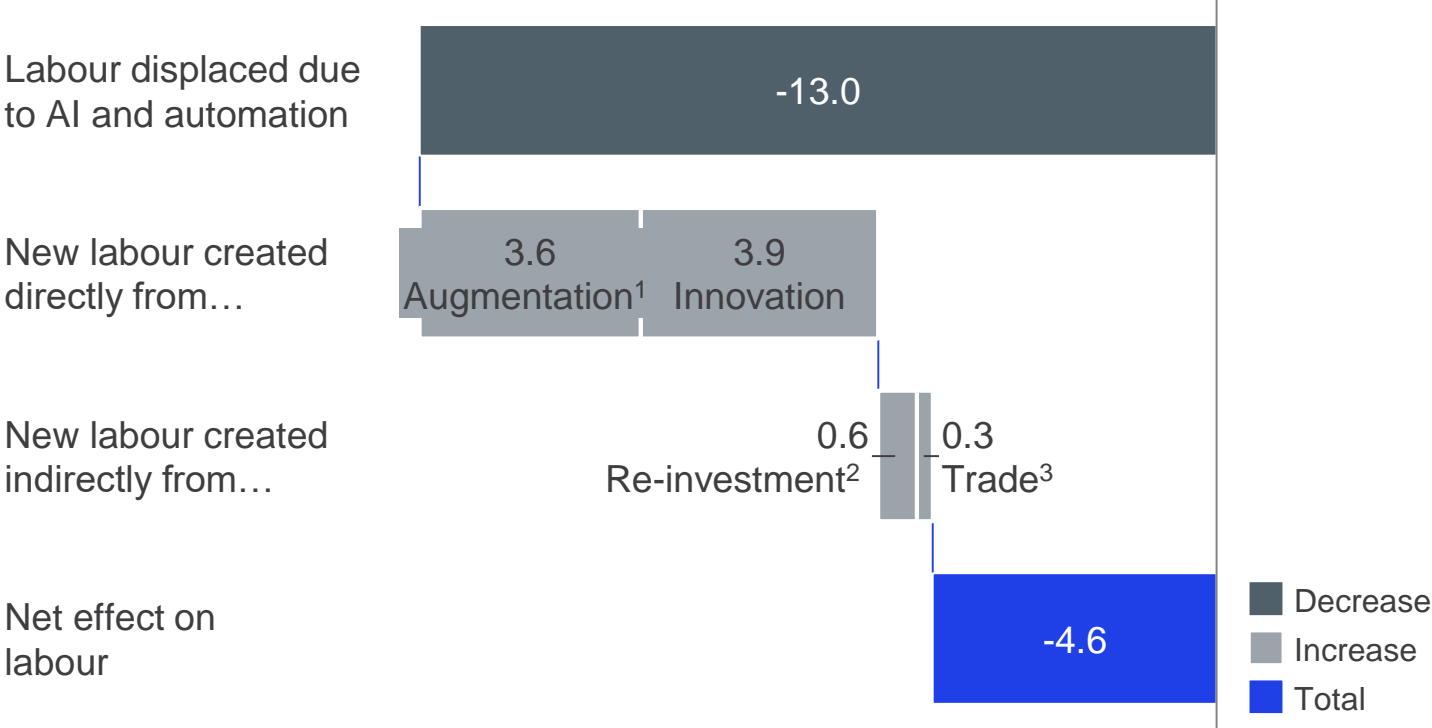 Labour displaced due
to AI and automation
-13.0
New labour created
directly from…
3.6
Augmentation¹
3.9
Innovation
New labour created
indirectly from…
0.6
Re-investment²
0.3
Trade³
Net effect on
labour
-4.6
Decrease
Increase
Total